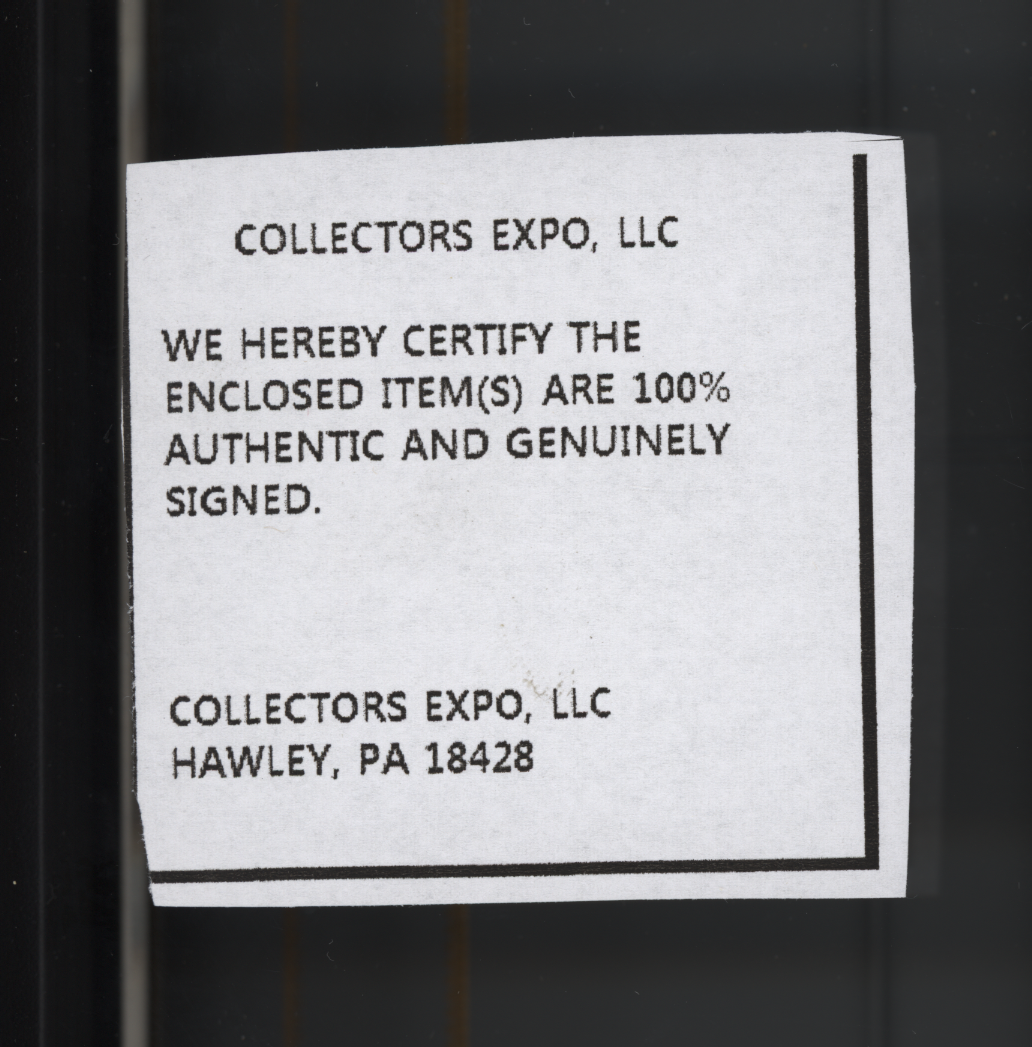 COLLECTORS EXPO, LLC
WE HEREBY CERTIFY THE
ENCLOSED ITEM(S) ARE 100%
AUTHENTIC AND GENUINELY
SIGNED.
COLLECTORS EXPO, LLC
HAWLEY, PA 18428